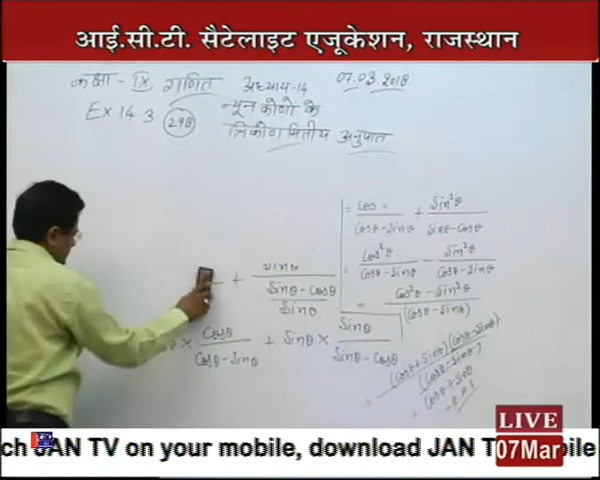 आई.सी.टी. सैटेलाइट एजूकेशन, राजस्थान
कक्षा - IX गणित अध्याय-14 07.03.2018
Ex 14 3 298 न्यून कोणो के
त्रिकोणमितीय अनुपात
= cos + sin²θ
cosθ-sinθ sinθ-cosθ
+ sinθ
sinθ - cosθ
sinθ
= cos²θ - sin²θ
cosθ-sinθ cosθ-sinθ
= cos²θ - sin²θ
(cosθ-sinθ)
θ × cosθ + sinθ × sinθ
cosθ-sinθ sinθ-cosθ
= (cosθ+sinθ)(cosθ-sinθ)
(cosθ-sinθ)
= cosθ+sinθ
LIVE
07Mar
ch JAN TV on your mobile, download JAN T bile